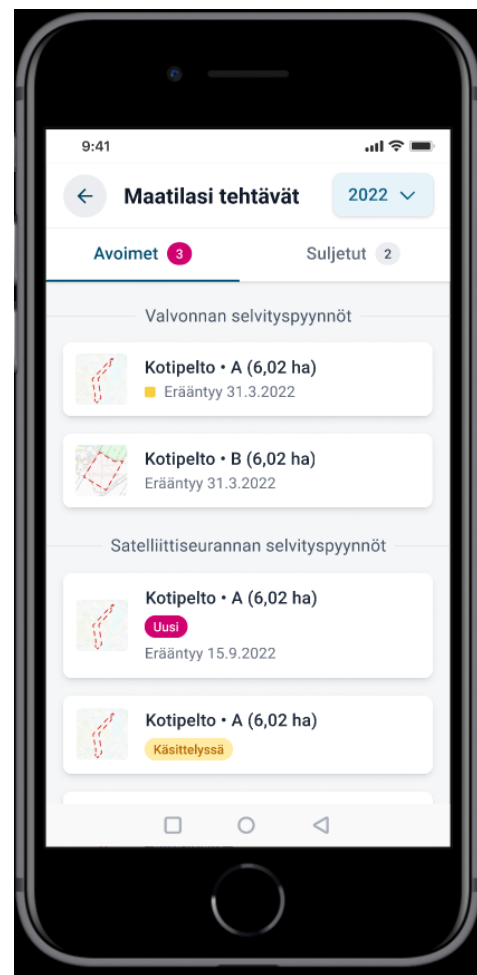 9:41
Maatilasi tehtävät
2022
Avoimet 3
Suljetut 2
Valvonnan selvityspyynnöt
Kotipelto • A (6,02 ha)
Erääntyy 31.3.2022
Kotipelto • B (6,02 ha)
Erääntyy 31.3.2022
Satelliittiseurannan selvityspyynnöt
Kotipelto • A (6,02 ha)
Uusi
Erääntyy 15.9.2022
Kotipelto • A (6,02 ha)
Käsittelyssä